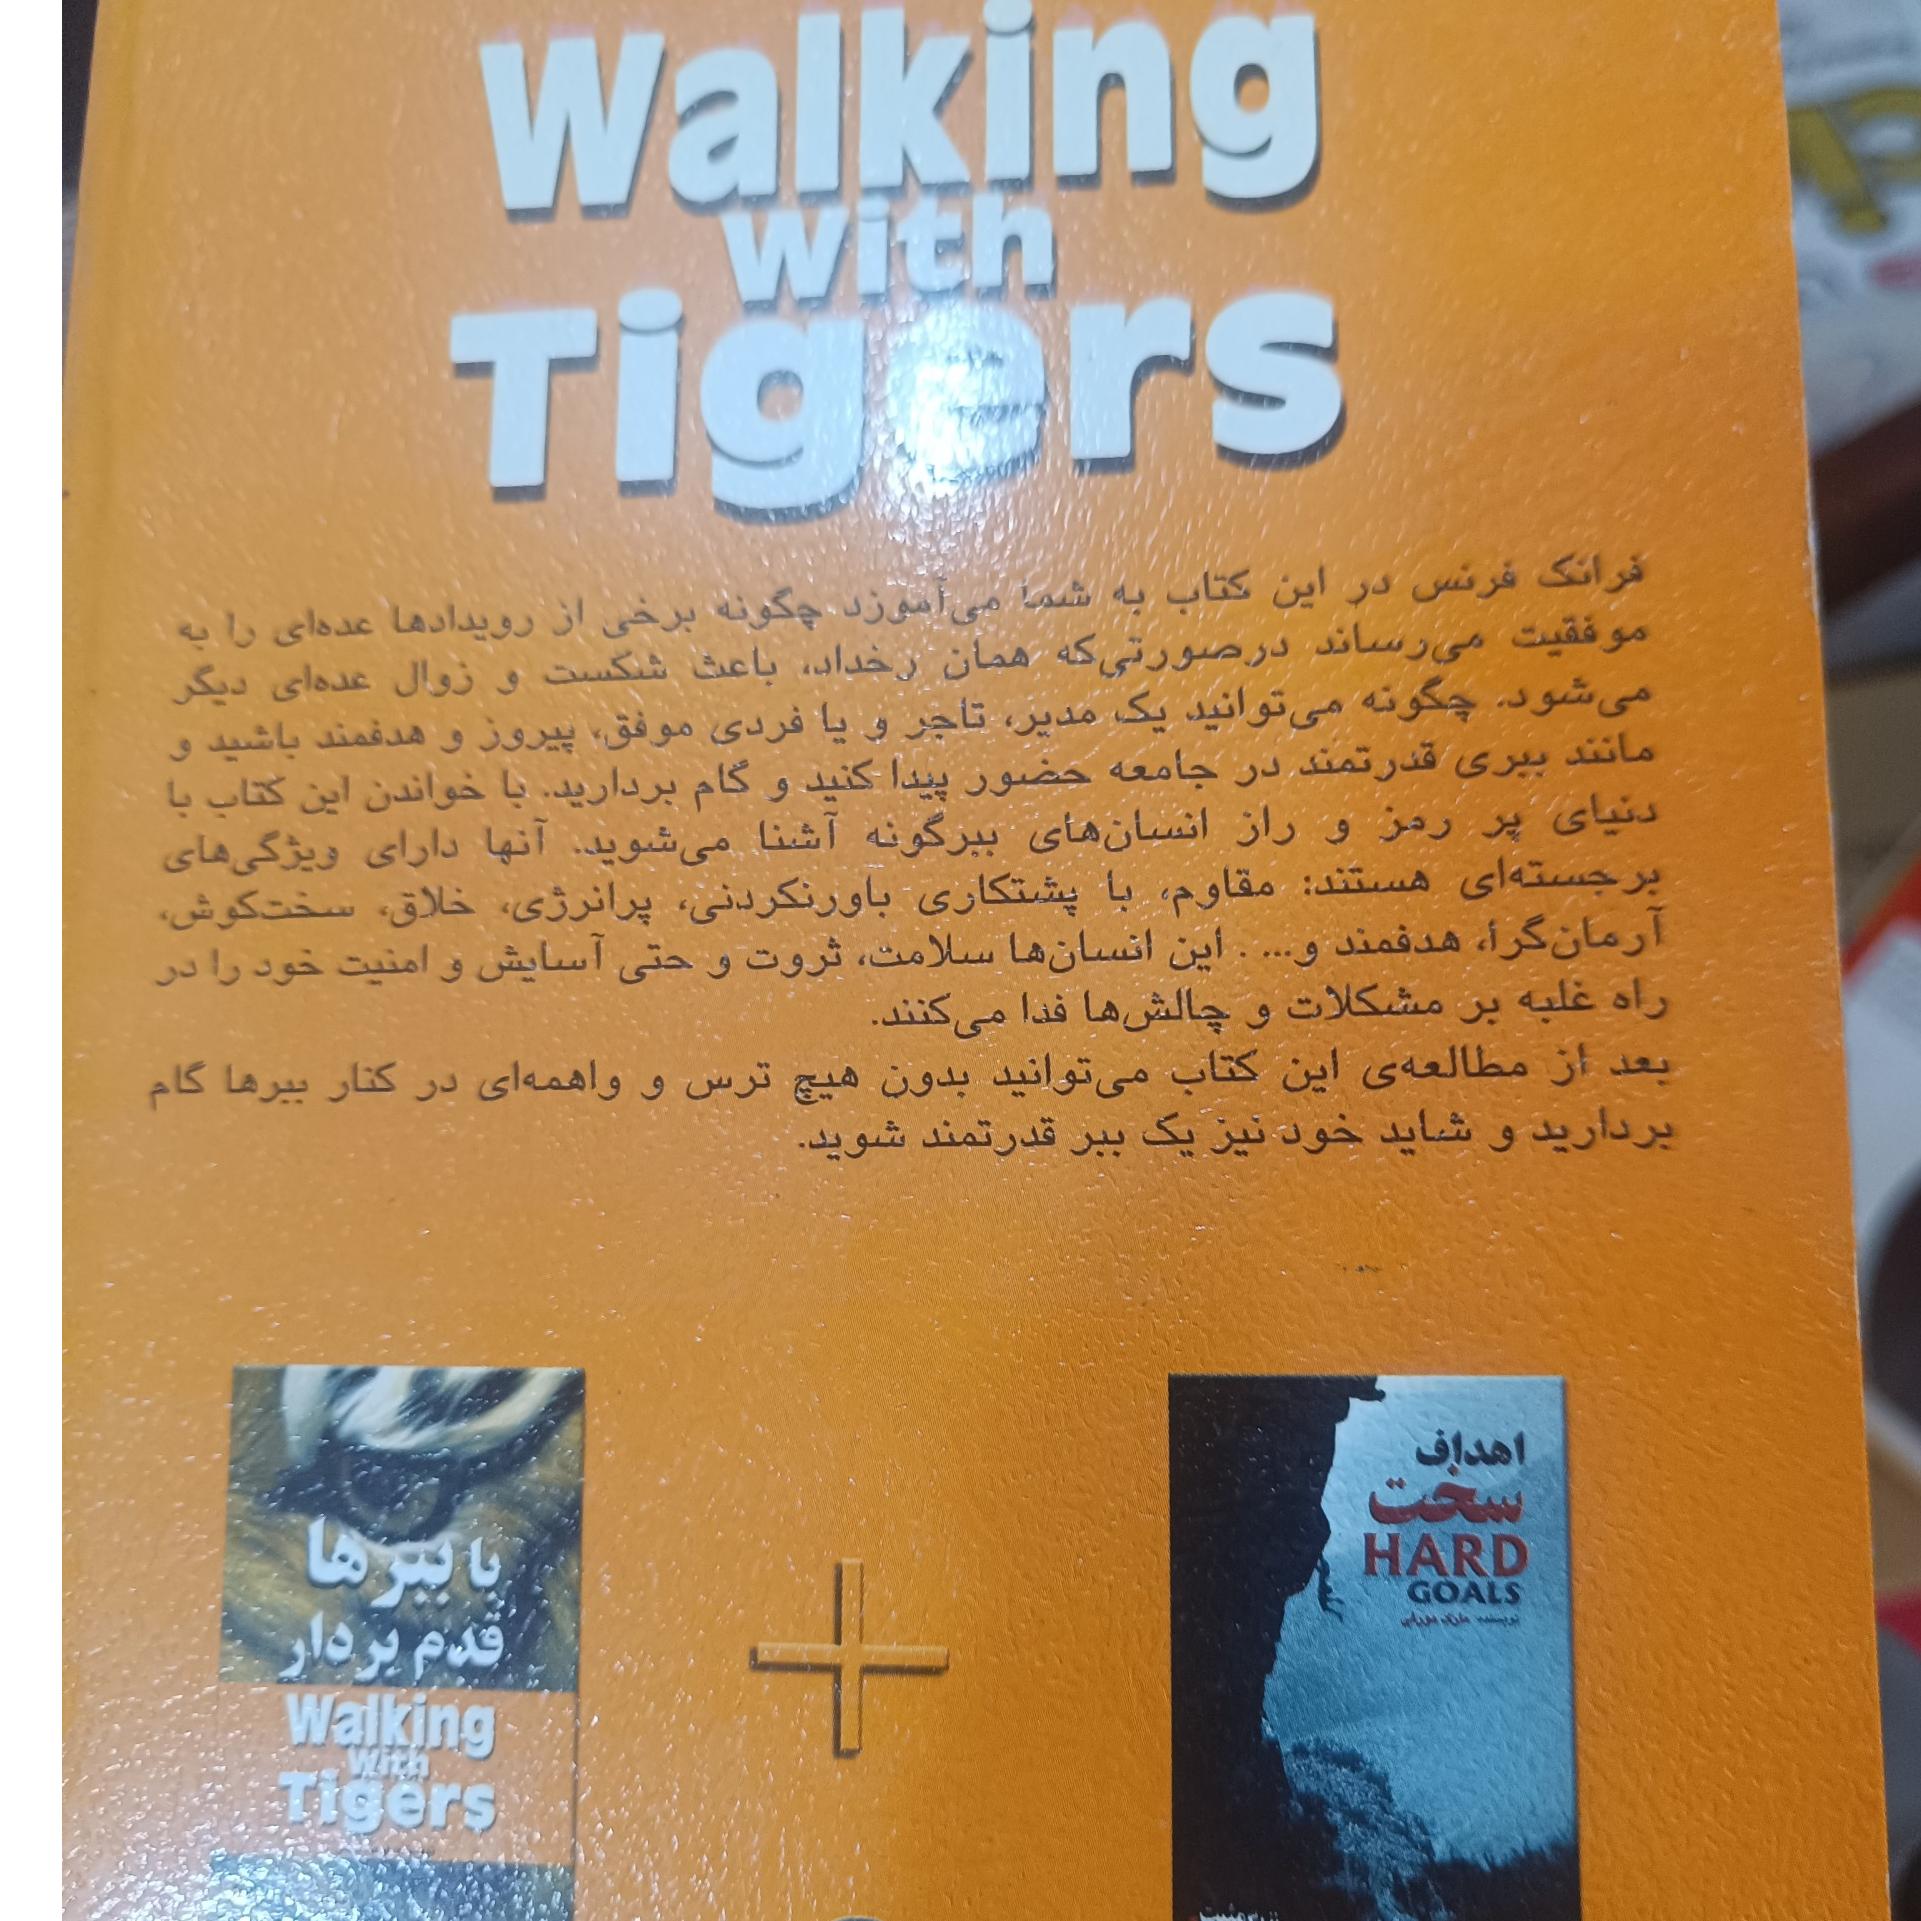 Walking
with
Tigers
فرانک فرنس در این کتاب به شما می‌آموزد چگونه برخی از رویدادها عده‌ای را به
موفقیت می‌رساند درصورتی‌که همان رخداد، باعث شکست و زوال عده‌ای دیگر
می‌شود. چگونه می‌توانید یک مدیر، تاجر و یا فردی موفق، پیروز و هدفمند باشید و
مانند ببری قدرتمند در جامعه حضور پیدا کنید و گام بردارید. با خواندن این کتاب با
دنیای پر رمز و راز انسان‌های ببرگونه آشنا می‌شوید. آنها دارای ویژگی‌های
برجسته‌ای هستند: مقاوم، با پشتکاری باورنکردنی، پرانرژی، خلاق، سخت‌کوش،
آرمان‌گرا، هدفمند و... . این انسان‌ها سلامت، ثروت و حتی آسایش و امنیت خود را در
راه غلبه بر مشکلات و چالش‌ها فدا می‌کنند.
بعد از مطالعه‌ی این کتاب می‌توانید بدون هیچ ترس و واهمه‌ای در کنار ببرها گام
بردارید و شاید خود نیز یک ببر قدرتمند شوید.
اهداف
سخت
HARD
GOALS
نویسنده: مارک مورفی
با ببرها
قدم بردار
Walking
With
Tigers